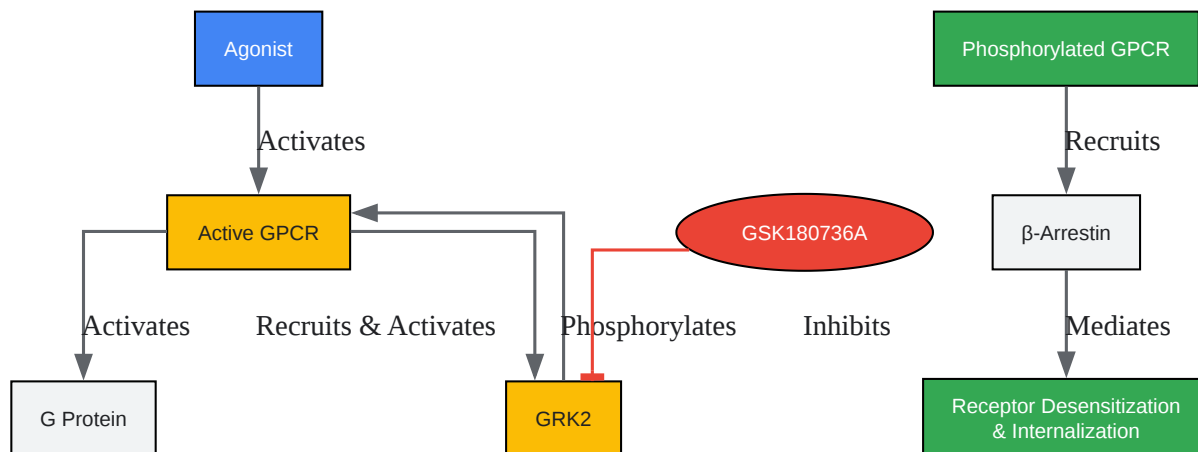 Agonist
Phosphorylated GPCR
Activates
Recruits
Active GPCR
GSK180736A
β-Arrestin
Activates
Recruits & Activates
Phosphorylates
Inhibits
Mediates
G Protein
GRK2
Receptor Desensitization
& Internalization